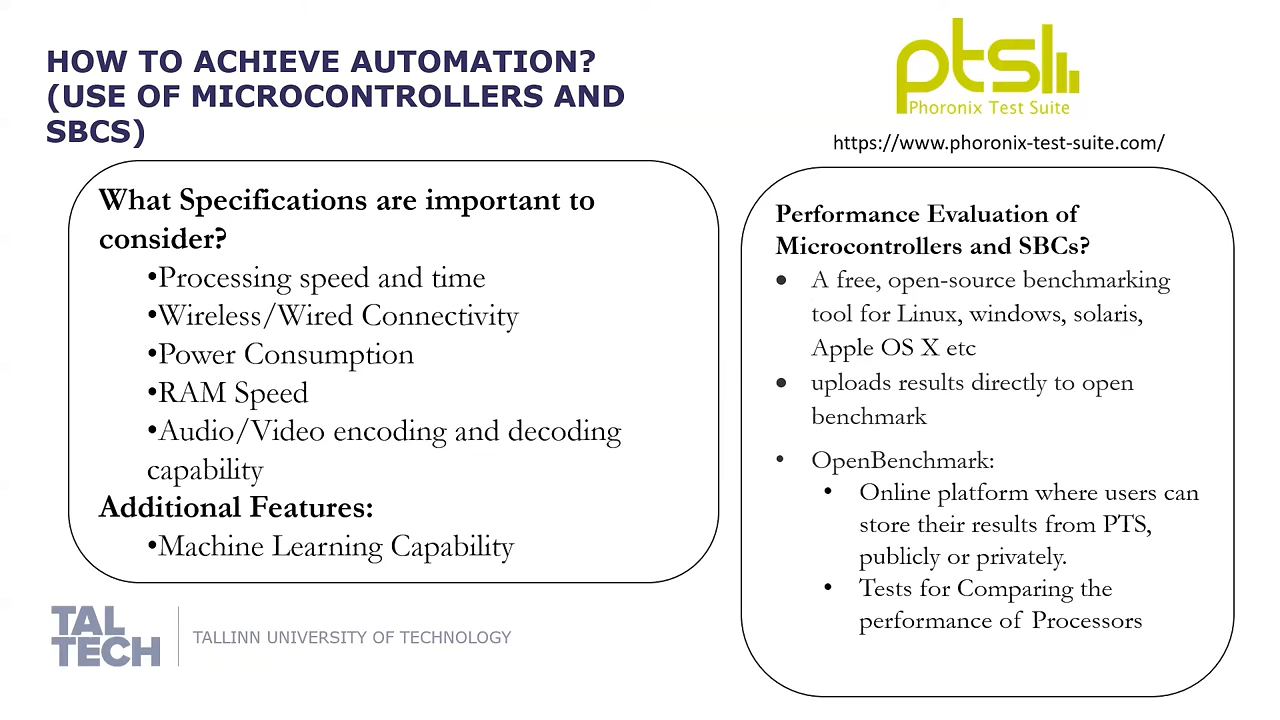 HOW TO ACHIEVE AUTOMATION?
(USE OF MICROCONTROLLERS AND
SBCS)
pts
Phoronix Test Suite
https://www.phoronix-test-suite.com/
What Specifications are important to
consider?
•Processing speed and time
•Wireless/Wired Connectivity
•Power Consumption
•RAM Speed
•Audio/Video encoding and decoding
capability
Additional Features:
•Machine Learning Capability
Performance Evaluation of
Microcontrollers and SBCs?
• A free, open-source benchmarking
tool for Linux, windows, solaris,
Apple OS X etc
• uploads results directly to open
benchmark
• OpenBenchmark:
• Online platform where users can
store their results from PTS,
publicly or privately.
• Tests for Comparing the
performance of Processors
TAL
TECH
TALLINN UNIVERSITY OF TECHNOLOGY